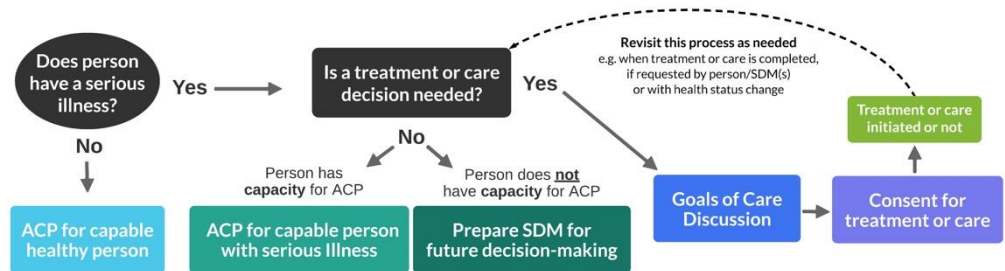 Does person
have a serious
illness?
Yes
Is a treatment or care
decision needed?
Yes
Revisit this process as needed
e.g. when treatment or care is completed,
if requested by person/SDM(s)
or with health status change
Treatment or care
initiated or not
No
No
Person has
capacity for ACP
Person does not
have capacity for ACP
ACP for capable
healthy person
ACP for capable person
with serious Illness
Prepare SDM for
future decision-making
Goals of Care
Discussion
Consent for
treatment or care